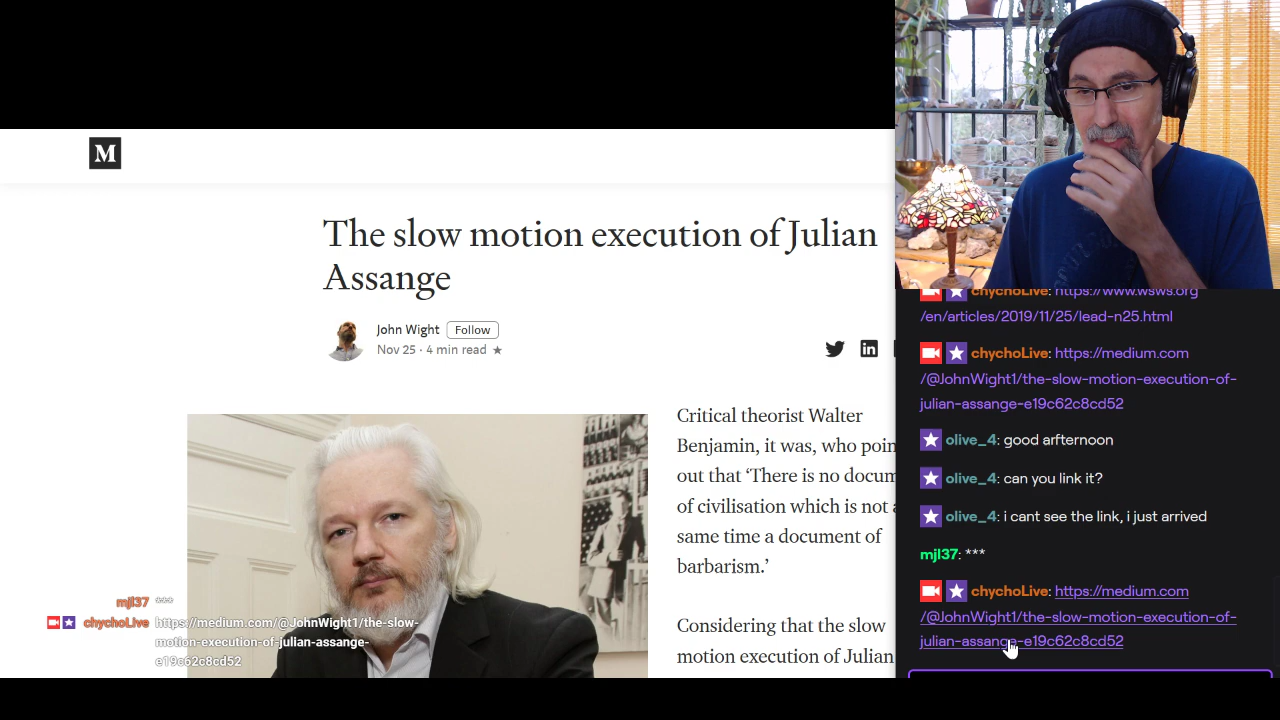 M
The slow motion execution of Julian
Assange
John Wight Follow
Nov 25 · 4 min read ★
Critical theorist Walter
Benjamin, it was, who poin
out that ‘There is no docum
of civilisation which is not a
same time a document of
barbarism.’
Considering that the slow
motion execution of Julian
mjl37 ***
chychoLive https://medium.com/@JohnWight1/the-slow-
motion-execution-of-julian-assange-
e19c62c8cd52
chychoLive: https://www.wsws.org
/en/articles/2019/11/25/lead-n25.html
chychoLive: https://medium.com
/@JohnWight1/the-slow-motion-execution-of-
julian-assange-e19c62c8cd52
olive_4: good arfternoon
olive_4: can you link it?
olive_4: i cant see the link, i just arrived
mjl37: ***
chychoLive: https://medium.com
/@JohnWight1/the-slow-motion-execution-of-
julian-assange-e19c62c8cd52